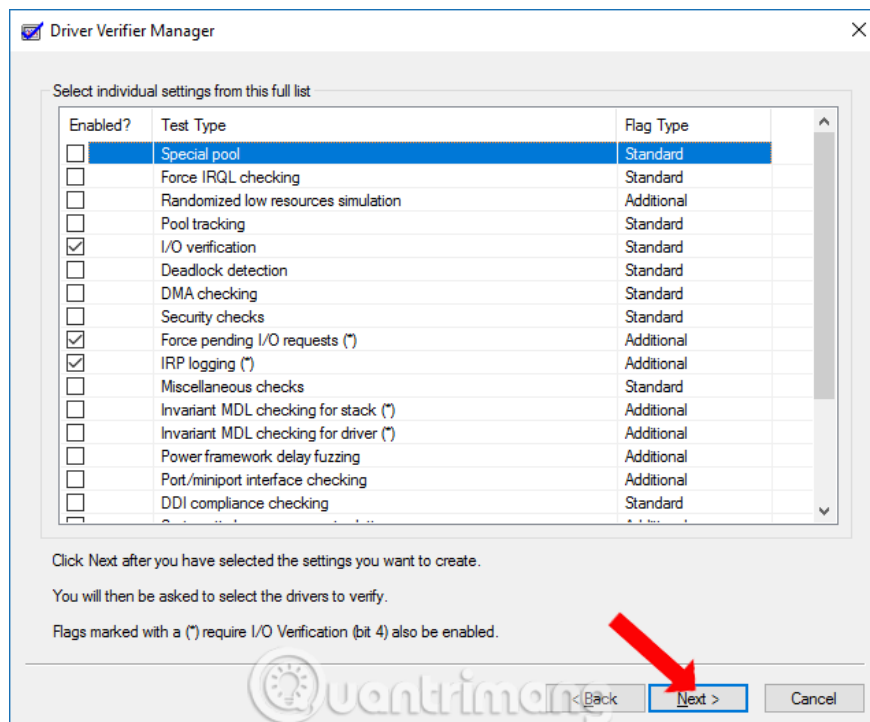 Driver Verifier Manager
Select individual settings from this full list
Enabled? Test Type Flag Type
Special pool Standard
Force IRQL checking Standard
Randomized low resources simulation Additional
Pool tracking Standard
I/O verification Standard
Deadlock detection Standard
DMA checking Standard
Security checks Standard
Force pending I/O requests (*) Additional
IRP logging (*) Additional
Miscellaneous checks Standard
Invariant MDL checking for stack (*) Additional
Invariant MDL checking for driver (*) Additional
Power framework delay fuzzing Additional
Port/miniport interface checking Additional
DDI compliance checking Standard
Click Next after you have selected the settings you want to create.
You will then be asked to select the drivers to verify.
Flags marked with a (*) require I/O Verification (bit 4) also be enabled.
< Back Next > Cancel
Quantrimang